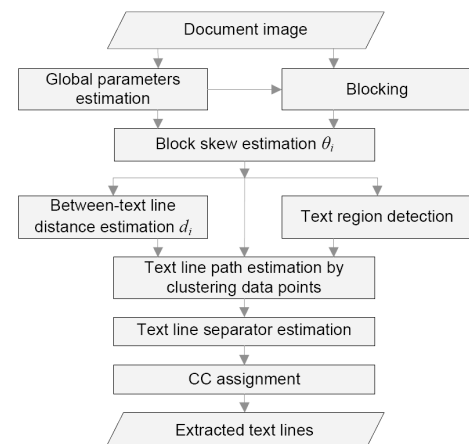 Document image
Global parameters
estimation
Blocking
Block skew estimation θi
Between-text line
distance estimation di
Text region detection
Text line path estimation by
clustering data points
Text line separator estimation
CC assignment
Extracted text lines